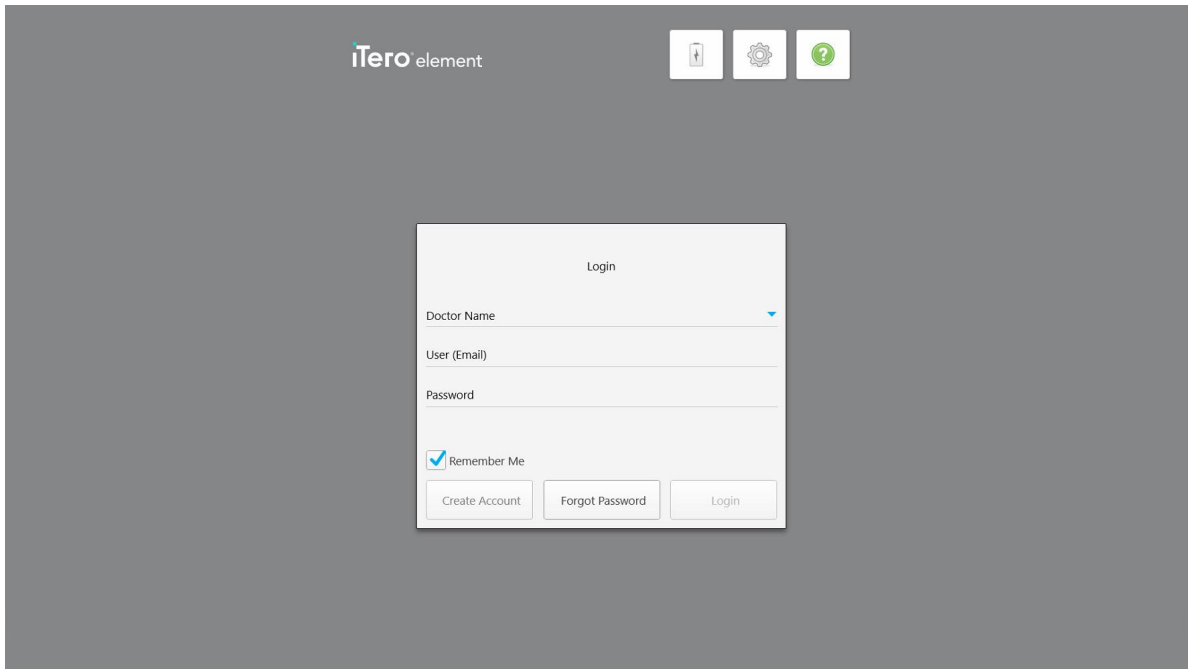 iTero element
?
Login
Doctor Name
User (Email)
Password
Remember Me
Create Account Forgot Password Login